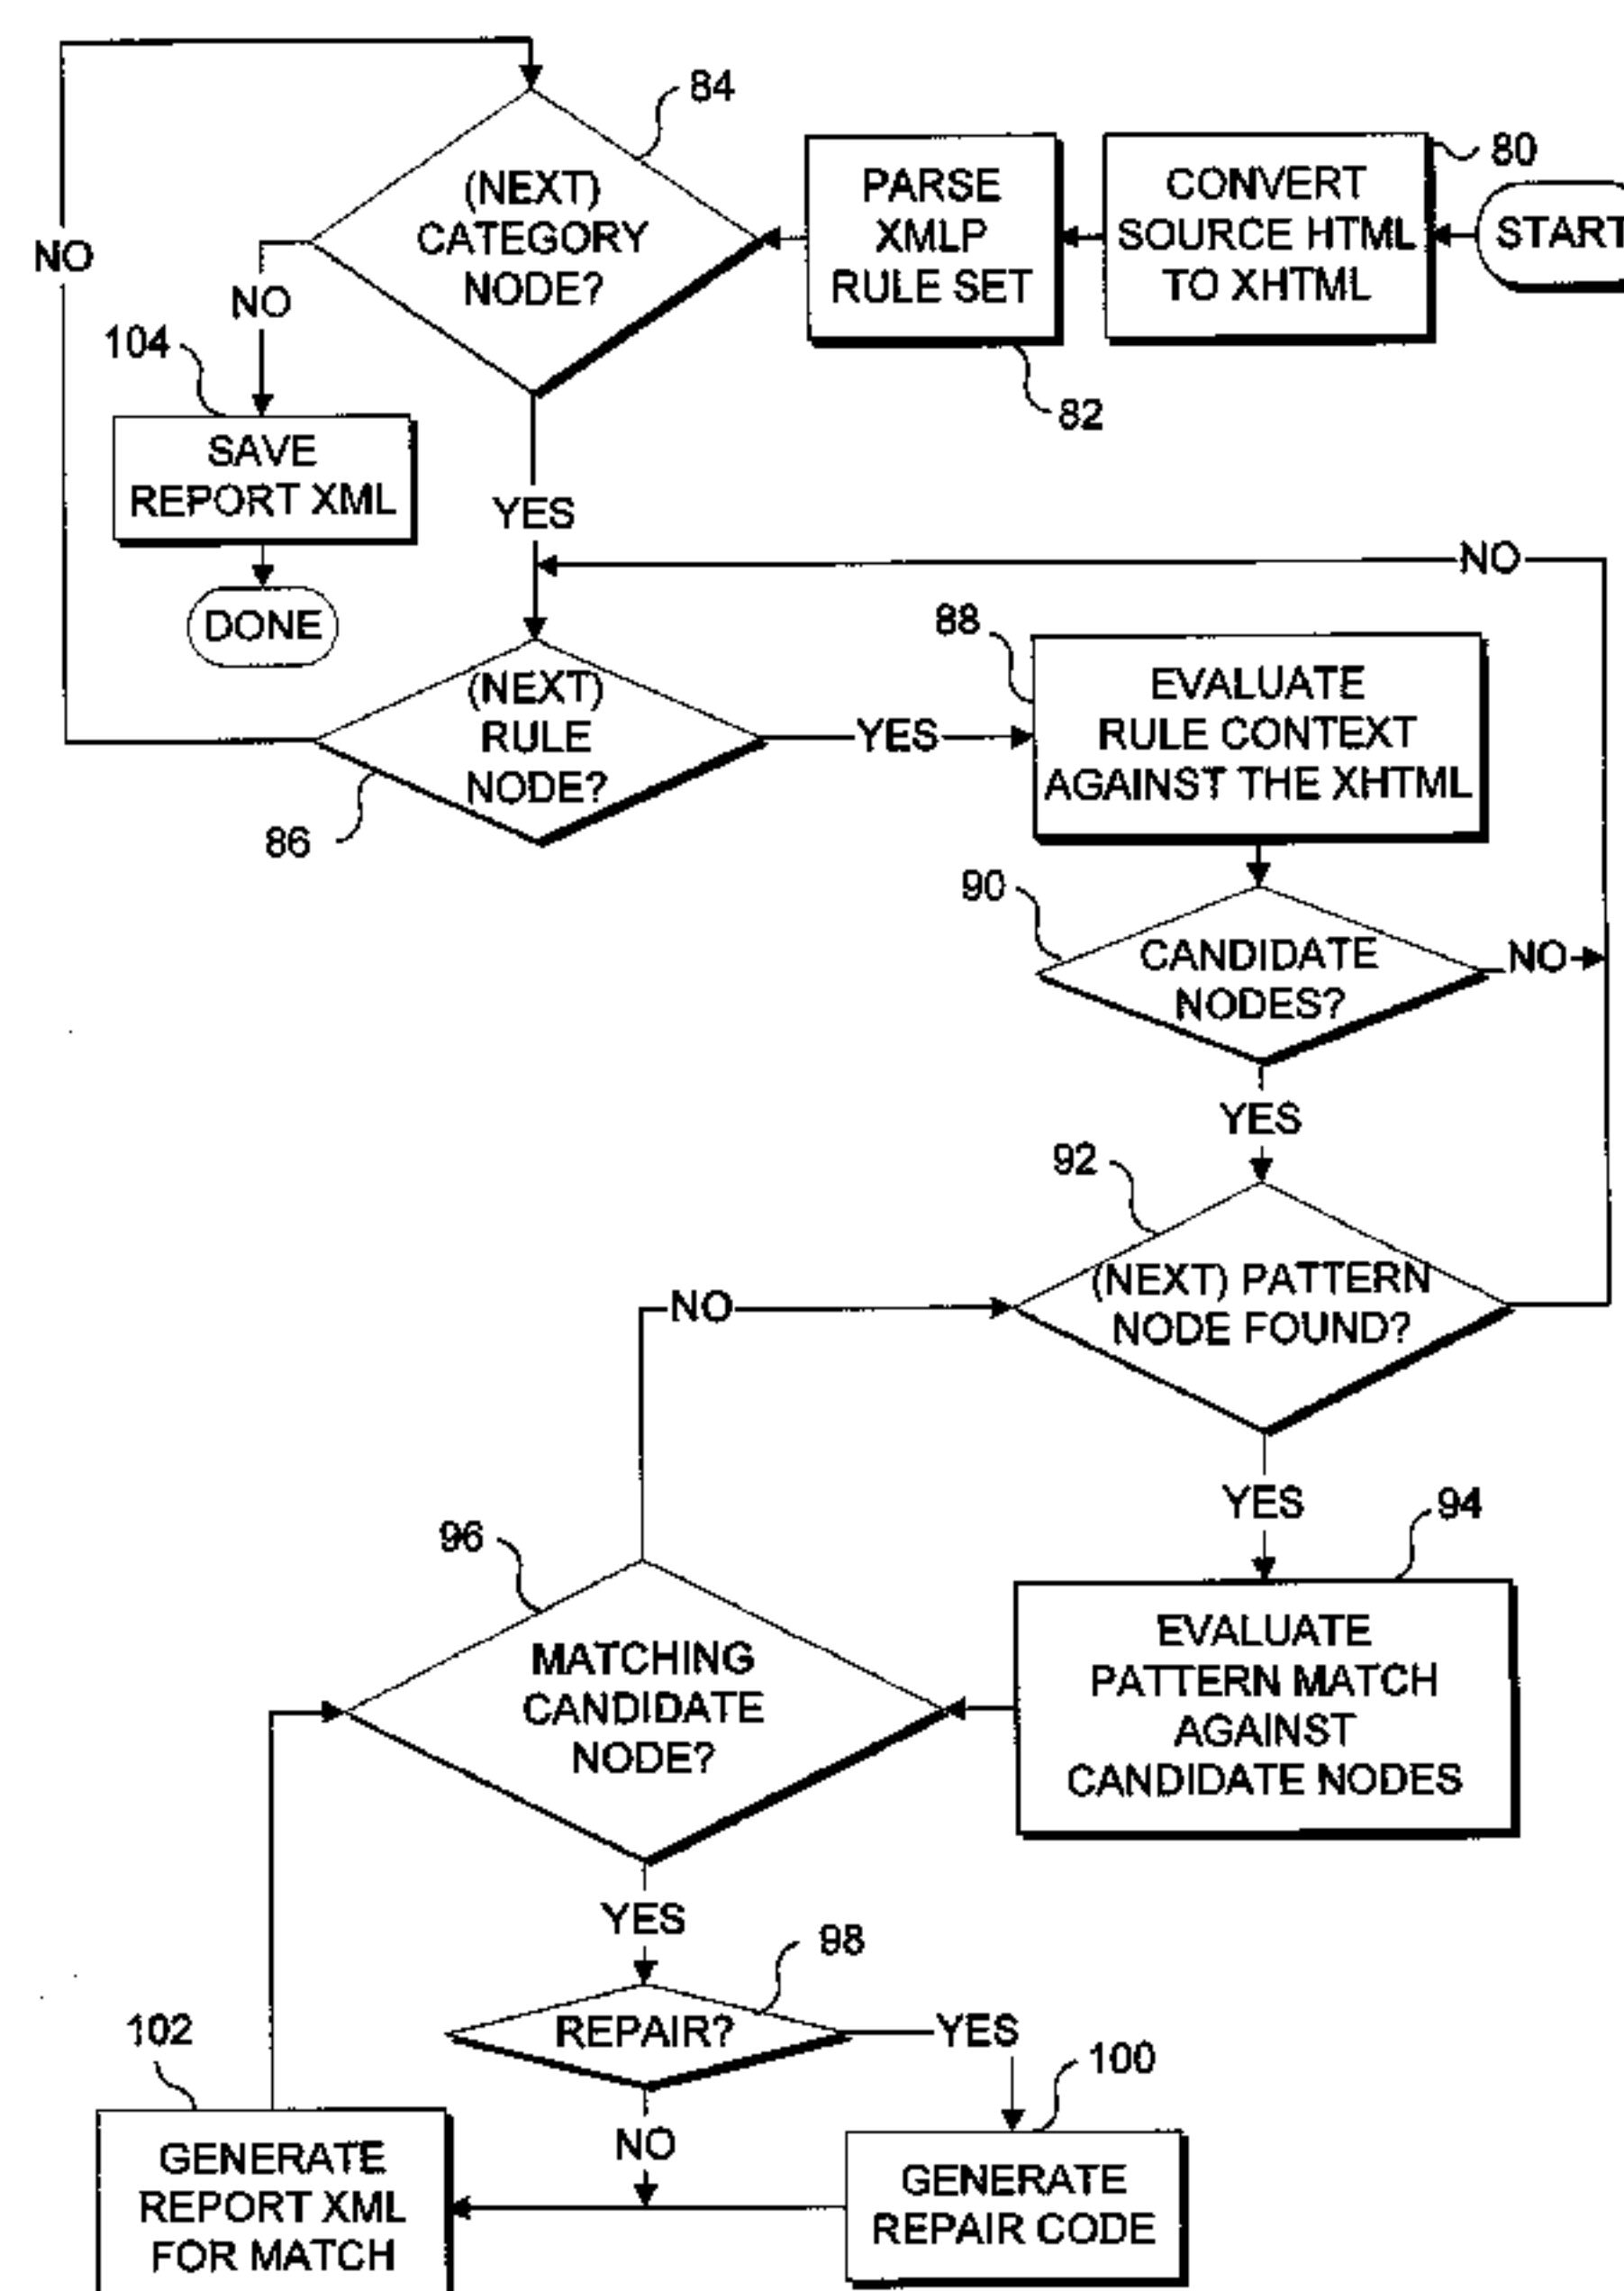 84
80
(NEXT)
CATEGORY
NODE?
PARSE
XMLP
RULE SET
CONVERT
SOURCE HTML
TO XHTML
START
NO
NO
104
82
SAVE
REPORT XML
YES
NO
DONE
88
(NEXT)
RULE
NODE?
YES
EVALUATE
RULE CONTEXT
AGAINST THE XHTML
86
90
CANDIDATE
NODES?
NO
YES
92
(NEXT) PATTERN
NODE FOUND?
NO
YES
94
96
MATCHING
CANDIDATE
NODE?
EVALUATE
PATTERN MATCH
AGAINST
CANDIDATE NODES
YES
98
102
REPAIR?
YES
100
NO
GENERATE
REPORT XML
FOR MATCH
GENERATE
REPAIR CODE